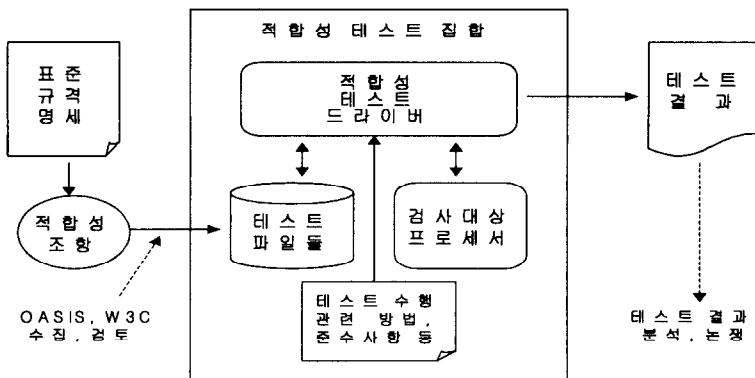 적합성 테스트 집합
표준
규격
명세
적합성
테스트
드라이버
테스트
결과
적합성
조항
테스트
파일들
검사대상
프로세서
OASIS, W3C
수집, 검토
테스트 수행
관련 방법,
준수사항 등
테스트 결과
분석, 논쟁